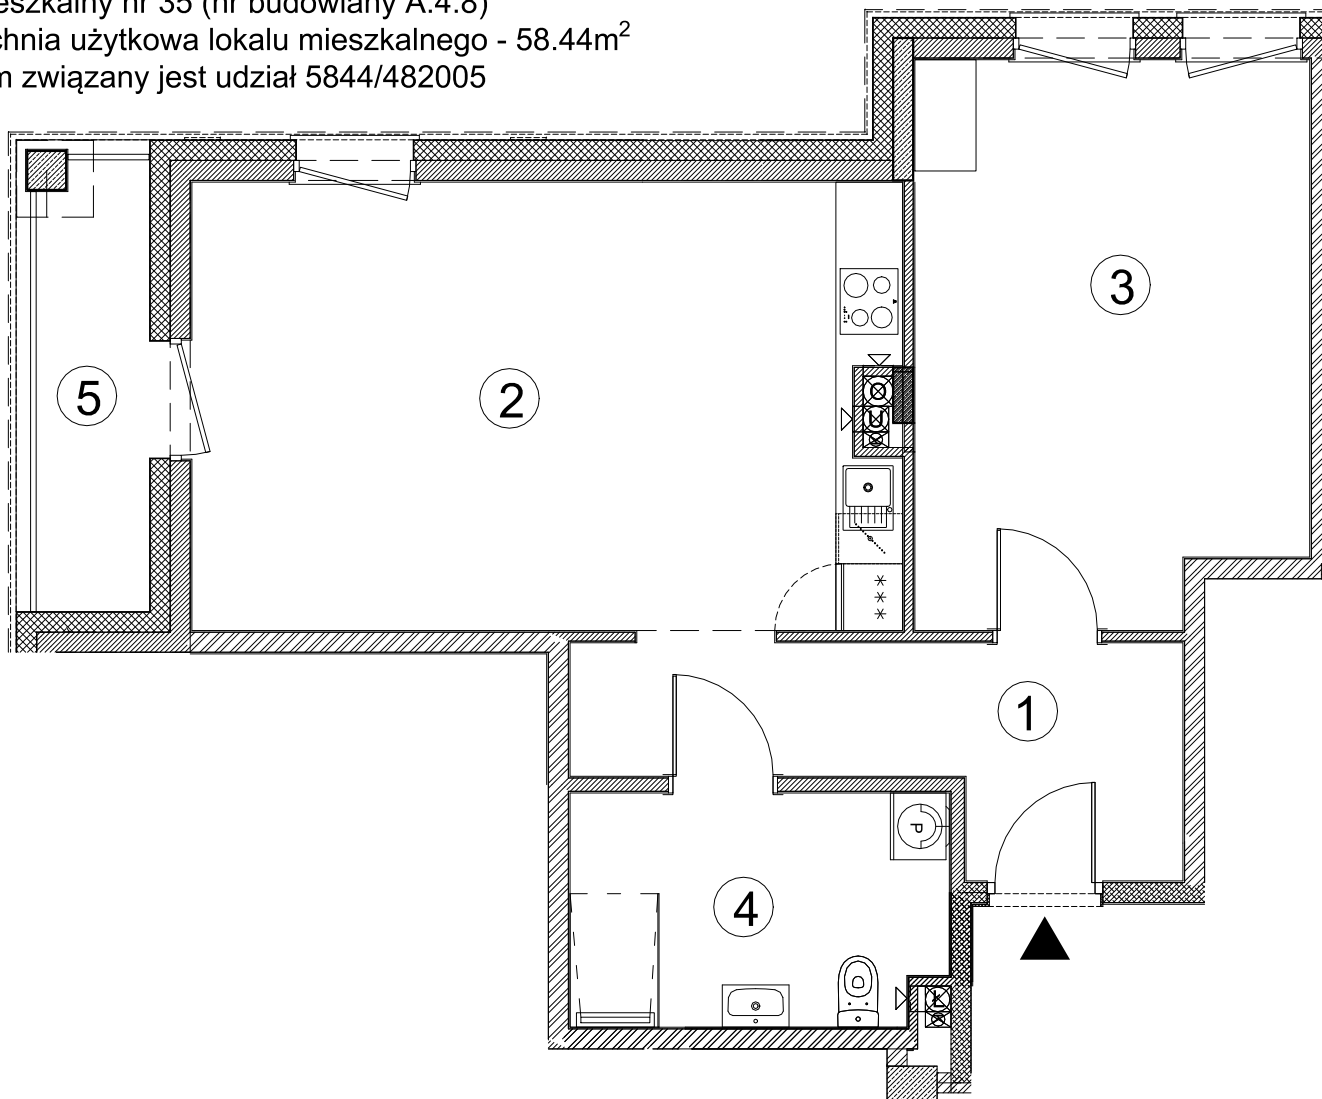 eszkalny nr 35 (nr budowlany A.4.8)
chnia użytkowa lokalu mieszkalnego - 58.44m²
m związany jest udział 5844/482005
3
5
2
U
1
P
4
K